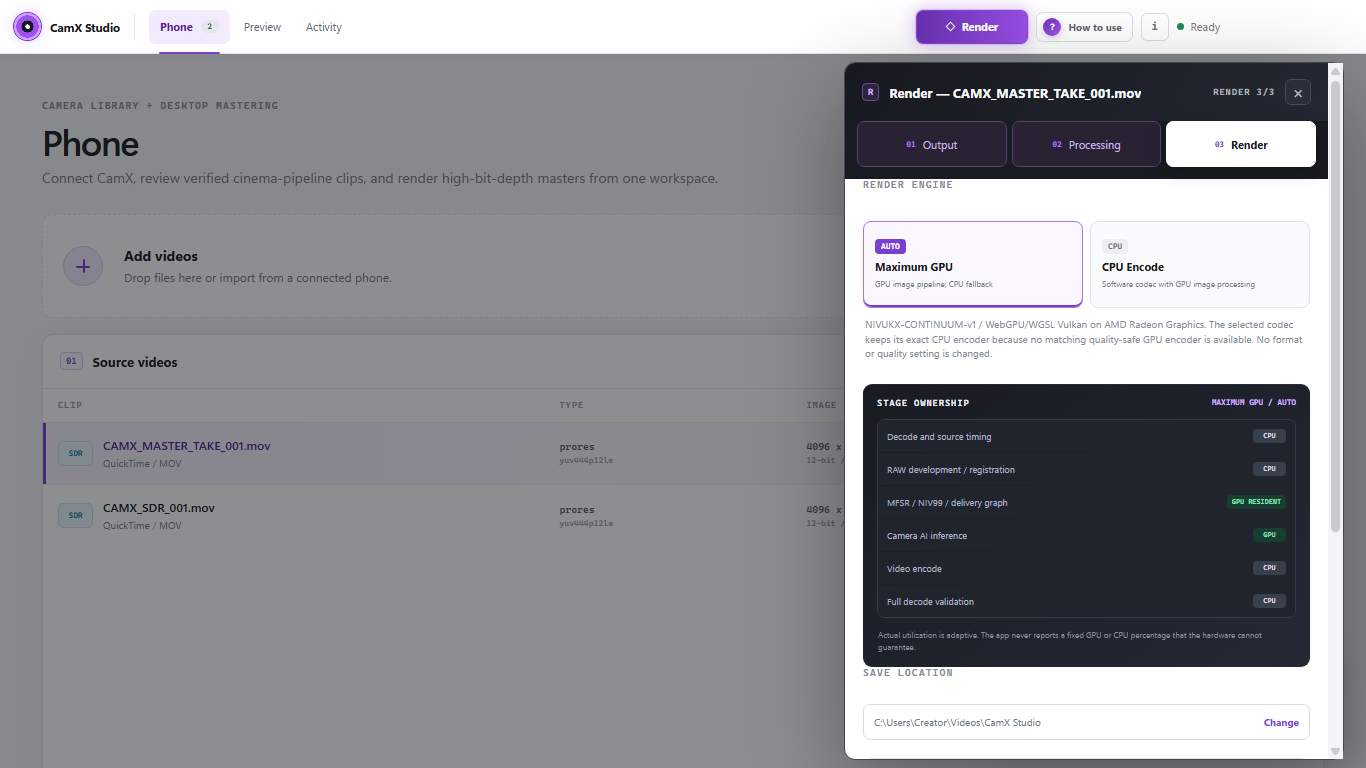 CamX Studio
Phone 2
Preview
Activity
Render
? How to use
i
Ready
CAMERA LIBRARY + DESKTOP MASTERING
Phone
Connect CamX, review verified cinema-pipeline clips, and render high-bit-depth masters from one workspace.
Add videos
Drop files here or import from a connected phone.
01 Source videos
CLIP TYPE IMAGE
SDR CAMX_MASTER_TAKE_001.mov prores 4096 x
QuickTime / MOV yuv444p12le 12-bit /
SDR CAMX_SDR_001.mov prores 4096 x
QuickTime / MOV yuv444p12le 12-bit /
R Render — CAMX_MASTER_TAKE_001.mov RENDER 3/3
01 Output
02 Processing
03 Render
RENDER ENGINE
AUTO
Maximum GPU
GPU image pipeline; CPU fallback
CPU
CPU Encode
Software codec with GPU image processing
NIVUKX-CONTINUUM-v1 / WebGPU/WGSL Vulkan on AMD Radeon Graphics. The selected codec
keeps its exact CPU encoder because no matching quality-safe GPU encoder is available. No format
or quality setting is changed.
STAGE OWNERSHIP MAXIMUM GPU / AUTO
Decode and source timing CPU
RAW development / registration CPU
MFSR / NIV99 / delivery graph GPU RESIDENT
Camera AI inference GPU
Video encode CPU
Full decode validation CPU
Actual utilization is adaptive. The app never reports a fixed GPU or CPU percentage that the hardware cannot
guarantee.
SAVE LOCATION
C:\Users\Creator\Videos\CamX Studio Change